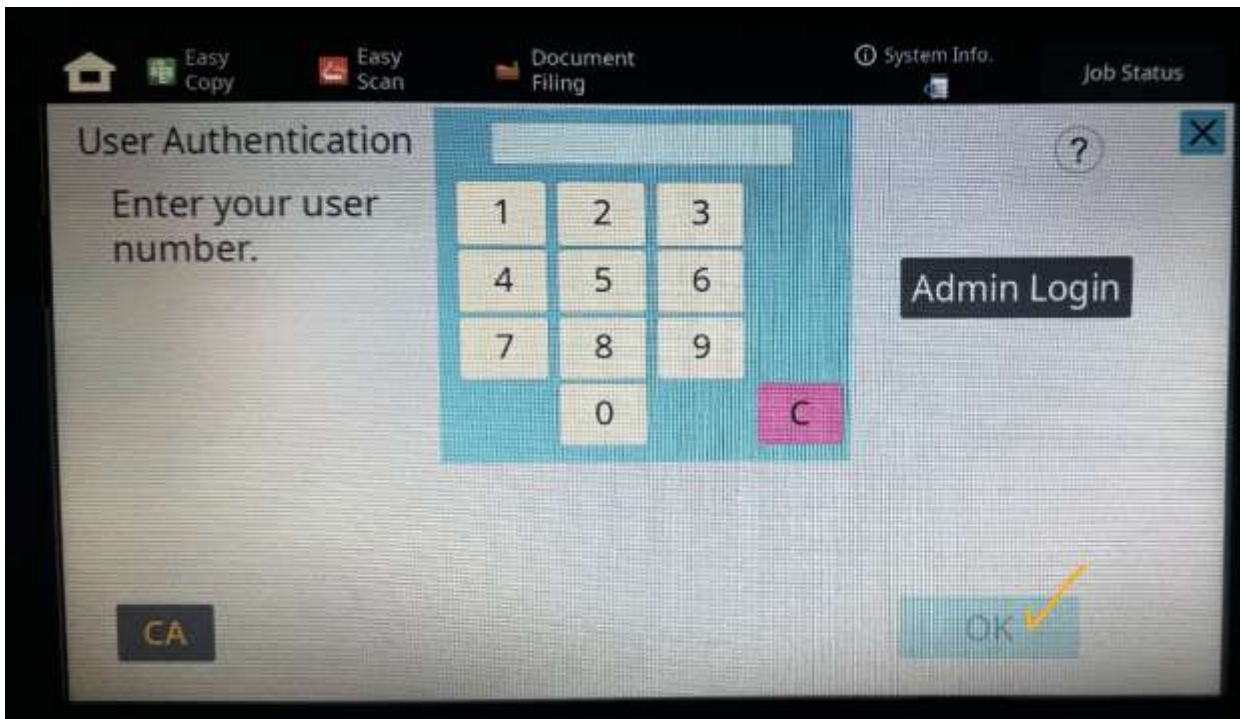 Easy
Copy
Easy
Scan
Document
Filing
System Info.
Job Status
User Authentication
?
X
Enter your user
number.
1 2 3
4 5 6
7 8 9
0 C
Admin Login
CA
OK